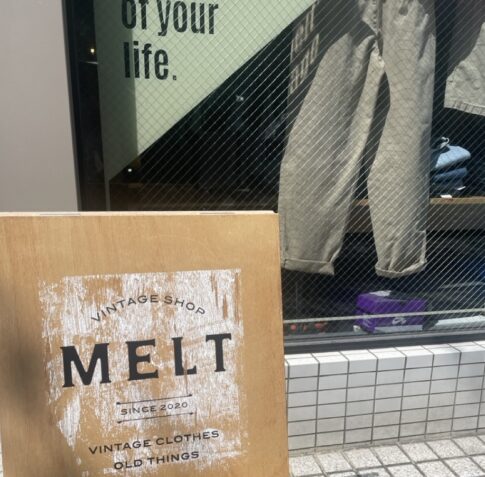 of your
life.
VINTAGE SHOP
MELT
SINCE 2020
VINTAGE CLOTHES
OLD THINGS